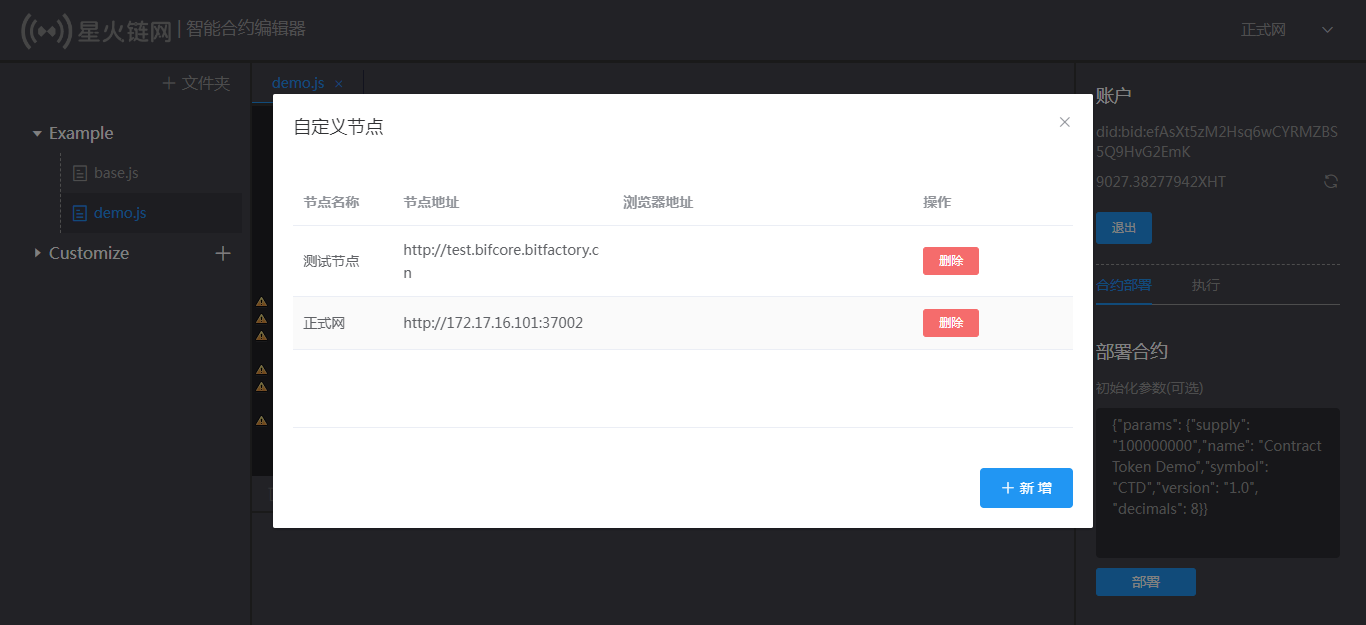 星火链网 | 智能合约编辑器
正式网
文件夹
demo.js ×
Example
base.js
demo.js
Customize
自定义节点
节点名称 节点地址 浏览器地址 操作
测试节点 http://test.bifcore.bitfactory.c
n 删除
正式网 http://172.17.16.101:37002 删除
+ 新 增
账户
did:bid:efAsXt5zM2Hsq6wCYRMZBS
5Q9HvG2EmK
9027.38277942XHT
退出
合约部署 执行
部署合约
初始化参数(可选)
{"params": {"supply":
"100000000","name": "Contract
Token Demo","symbol":
"CTD","version": "1.0",
"decimals": 8}}
部署